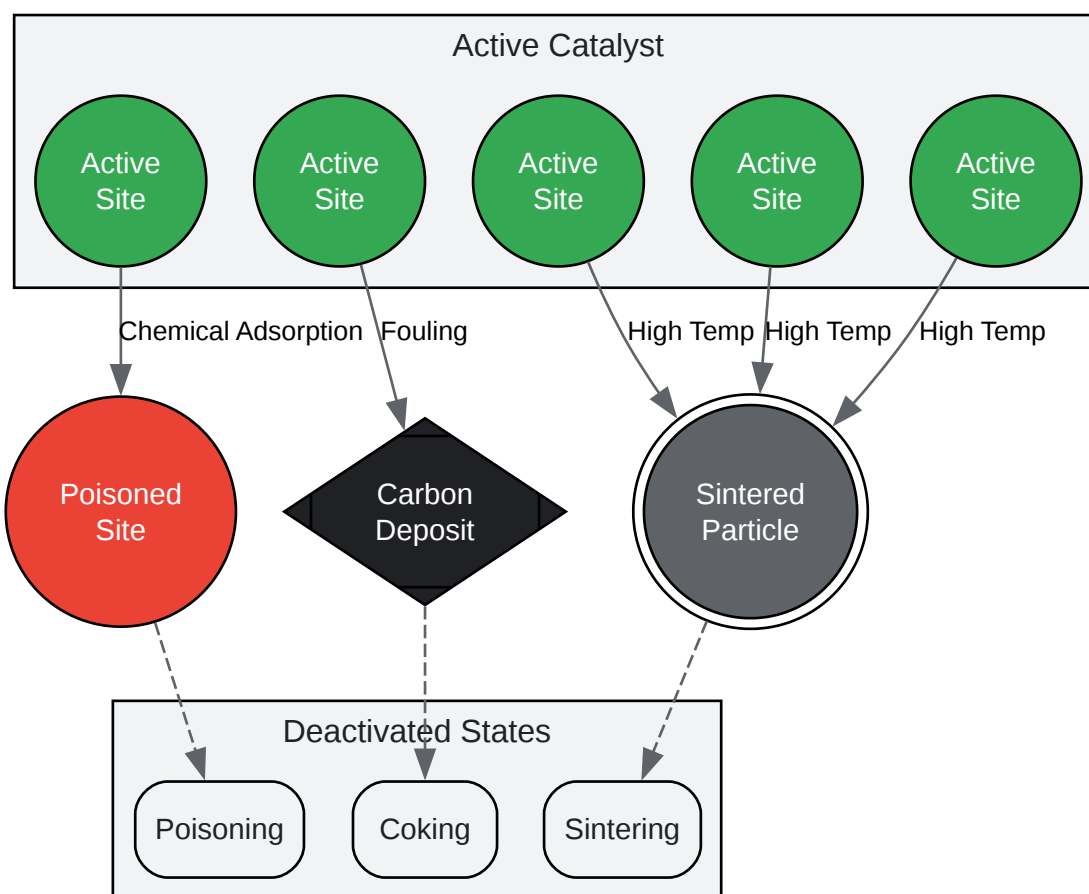 Active Catalyst
Active
Site
Active
Site
Active
Site
Active
Site
Active
Site
Chemical Adsorption
Fouling
High Temp
High Temp
High Temp
Poisoned
Site
Carbon
Deposit
Sintered
Particle
Deactivated States
Poisoning
Coking
Sintering